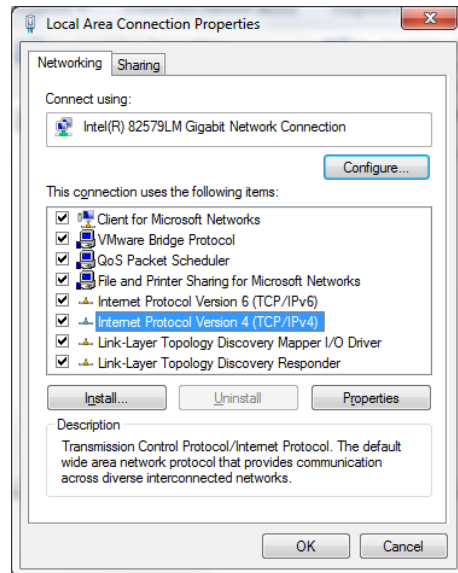 Local Area Connection Properties
Networking
Sharing
Connect using:
Intel(R) 82579LM Gigabit Network Connection
Configure...
This connection uses the following items:
Client for Microsoft Networks
VMware Bridge Protocol
QoS Packet Scheduler
File and Printer Sharing for Microsoft Networks
Internet Protocol Version 6 (TCP/IPv6)
Internet Protocol Version 4 (TCP/IPv4)
Link-Layer Topology Discovery Mapper I/O Driver
Link-Layer Topology Discovery Responder
Install...
Uninstall
Properties
Description
Transmission Control Protocol/Internet Protocol. The default
wide area network protocol that provides communication
across diverse interconnected networks.
OK
Cancel